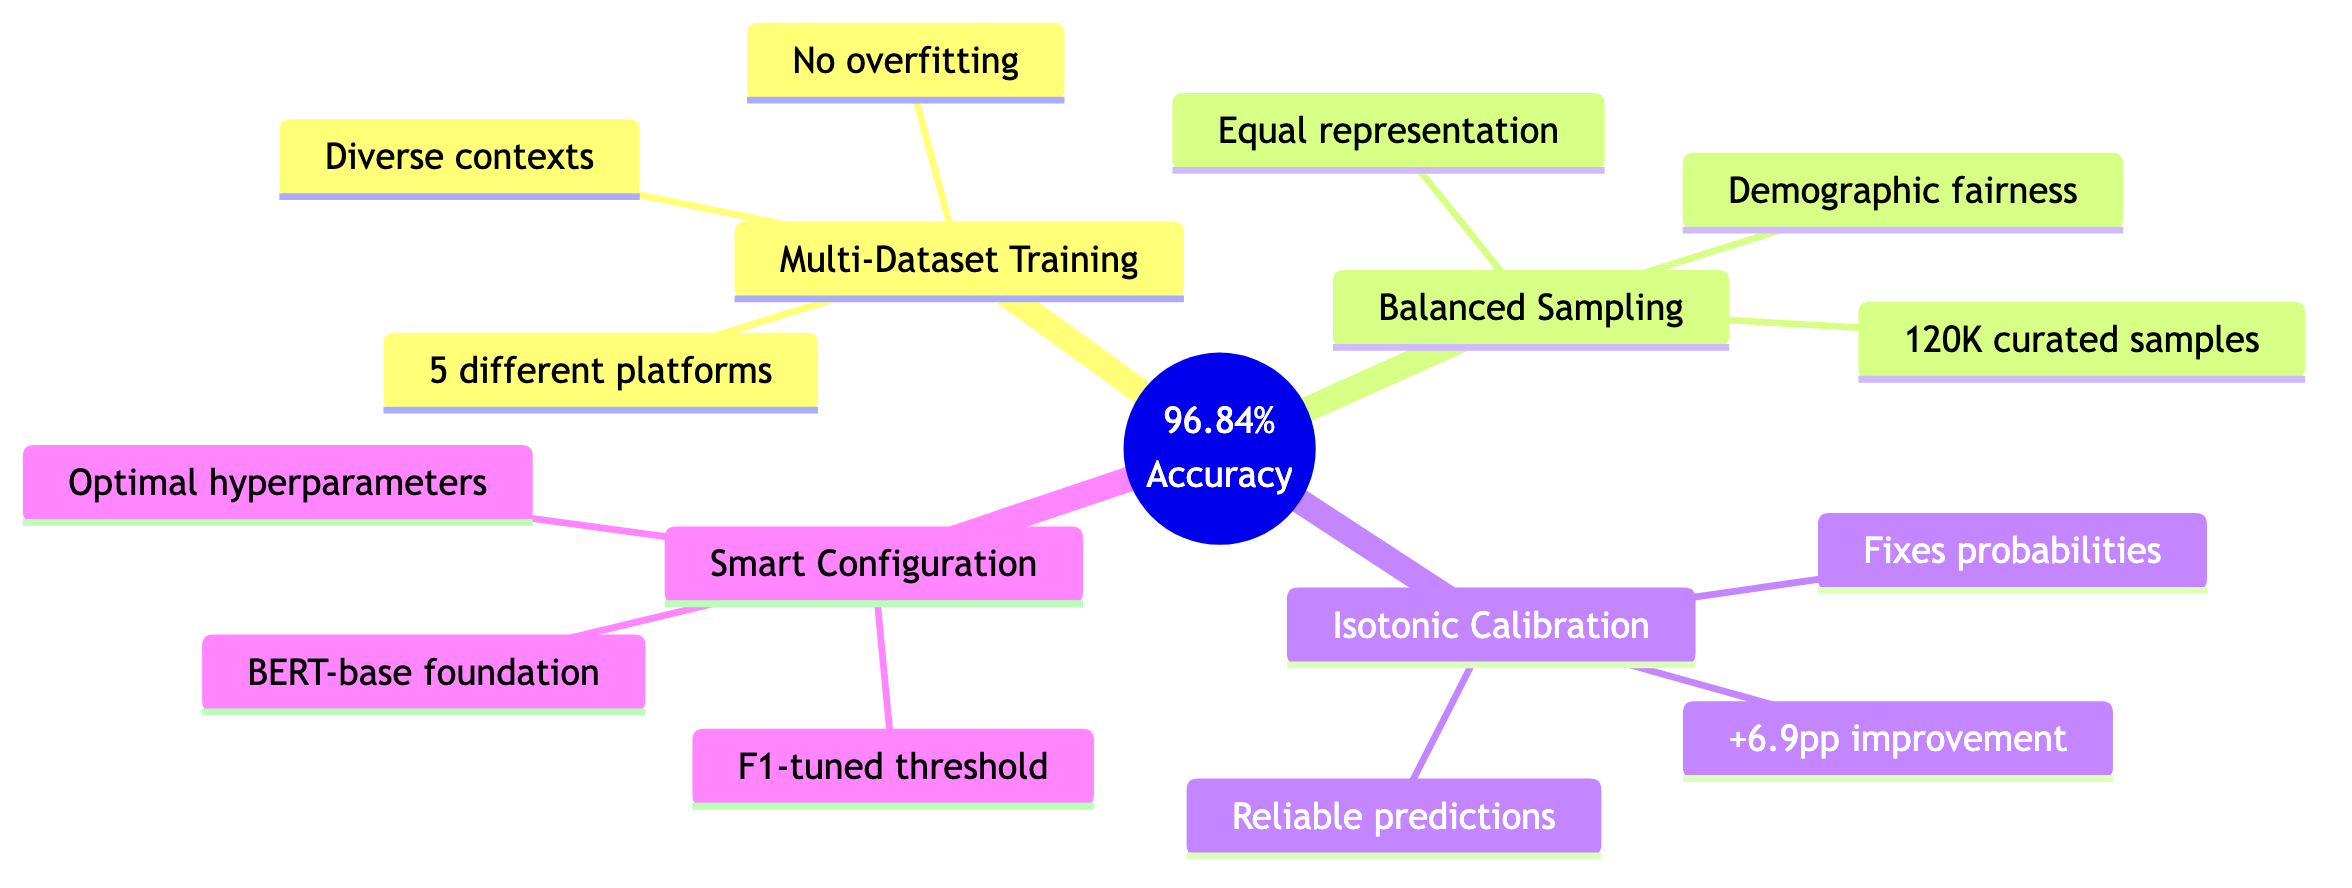 No overfitting
Diverse contexts
Multi-Dataset Training
5 different platforms
Equal representation
Demographic fairness
Balanced Sampling
120K curated samples
96.84%
Accuracy
Optimal hyperparameters
Smart Configuration
BERT-base foundation
F1-tuned threshold
Fixes probabilities
Isotonic Calibration
+6.9pp improvement
Reliable predictions